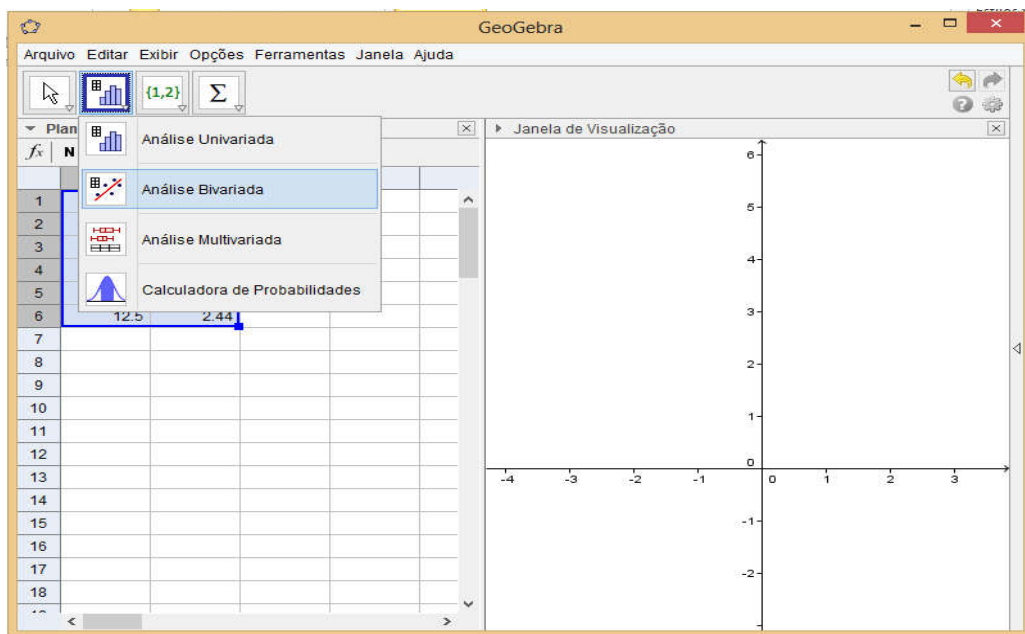 GeoGebra
Arquivo Editar Exibir Opções Ferramentas Janela Ajuda
{1,2} Σ
Plan
Janela de Visualização
fx N
Análise Univariada
Análise Bivariada
Análise Multivariada
Calculadora de Probabilidades
1
2
3
4
5
6 12.5 2.44
7
8
9
10
11
12
13
14
15
16
17
18
6
5
4
3
2
1
0
-4 -3 -2 -1 0 1 2 3
-1
-2